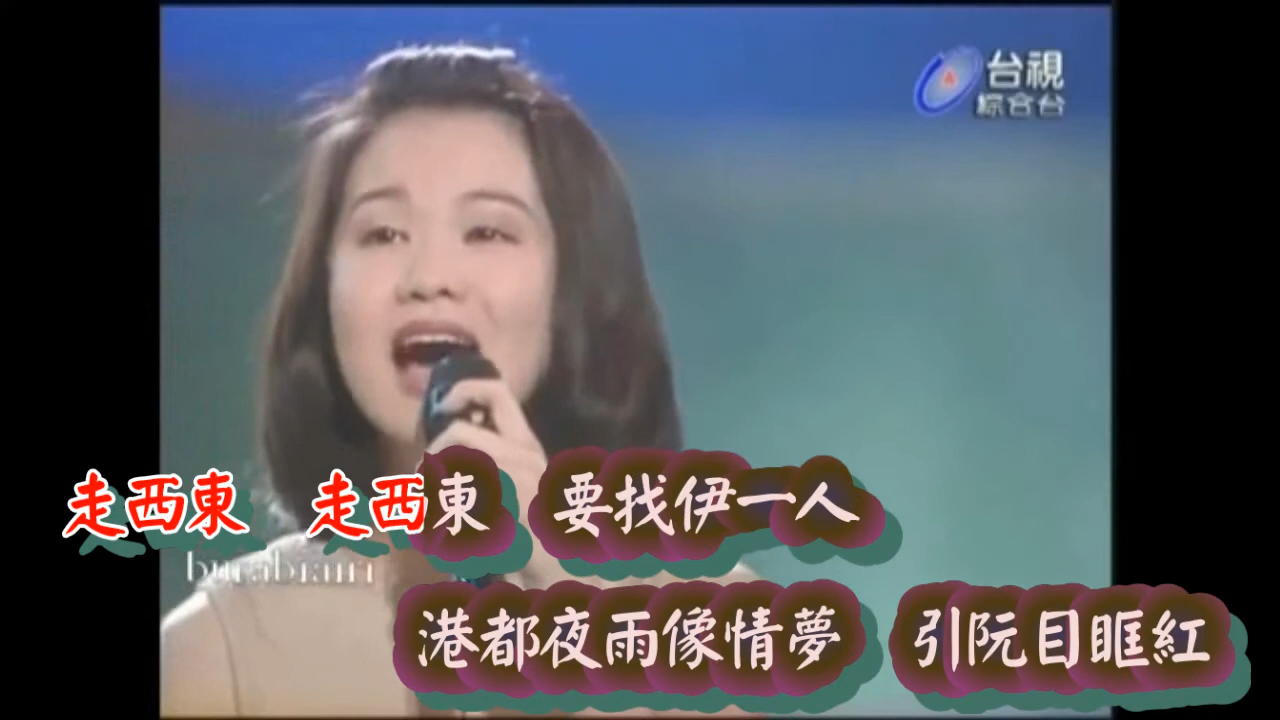 台視
綜合台
走西東 走西東 要找伊一人
港都夜雨像情夢 引阮目眶紅